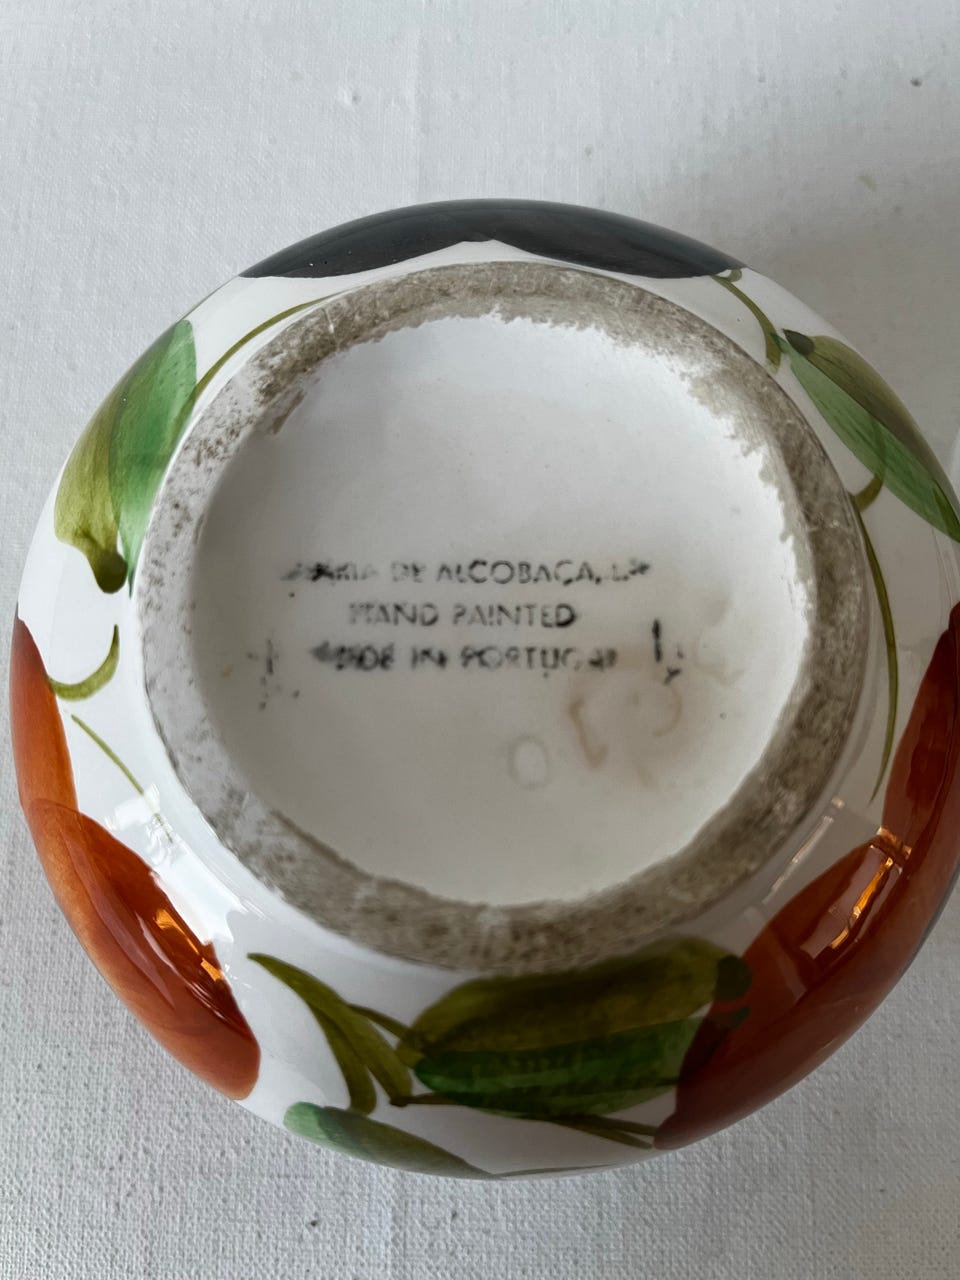 DE ALCOBAÇA,
HAND PAINTED
MADE IN PORTUGAL